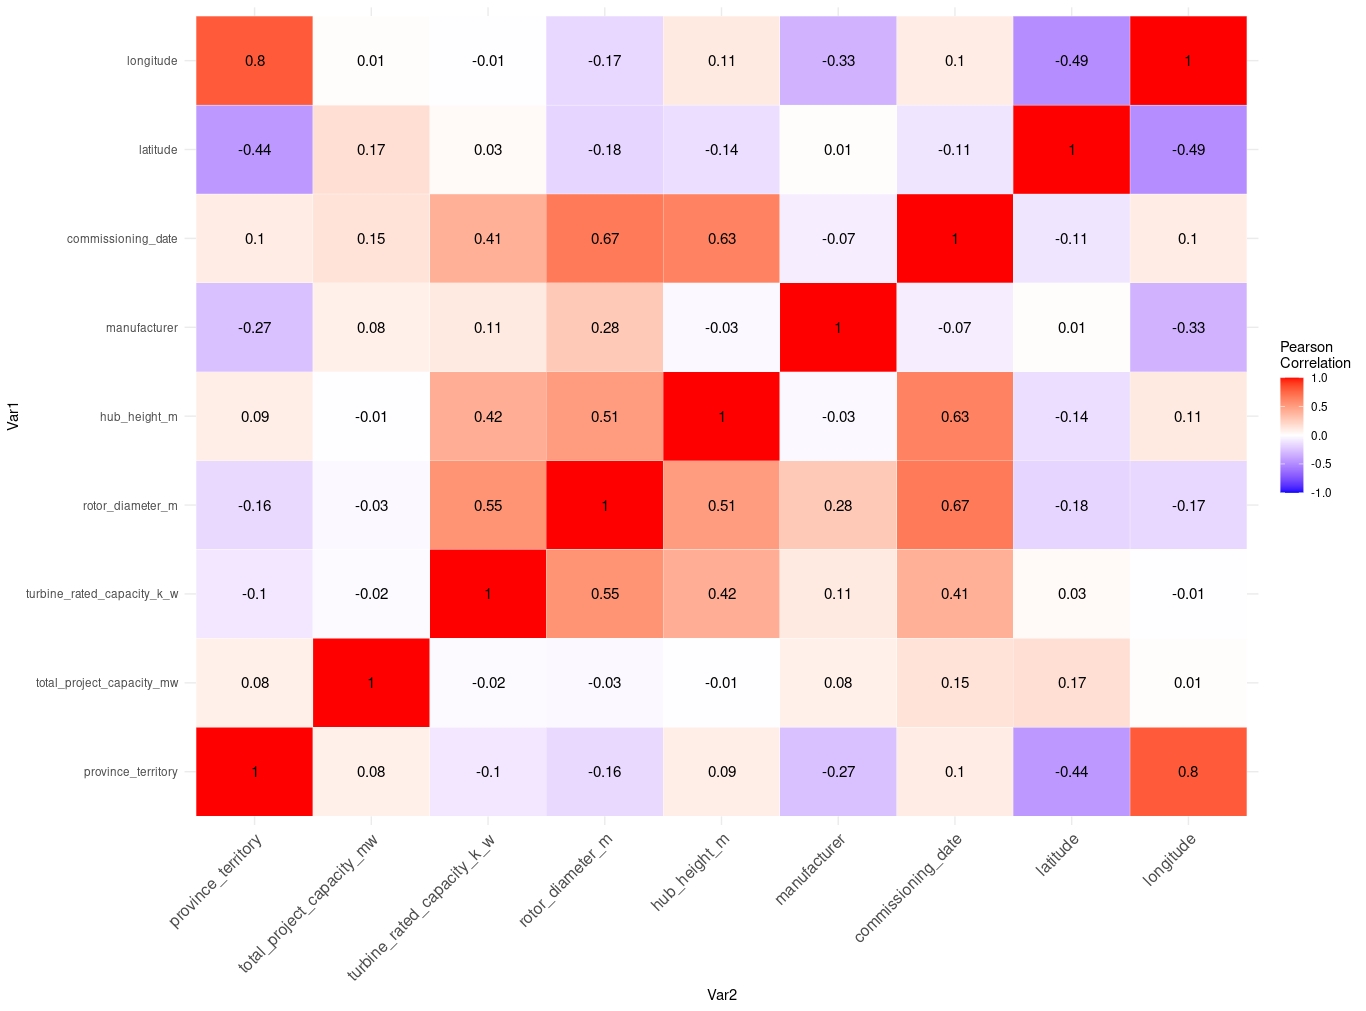 longitude 0.8 0.01 -0.01 -0.17 0.11 -0.33 0.1 -0.49 1
latitude -0.44 0.17 0.03 -0.18 -0.14 0.01 -0.11 1 -0.49
commissioning_date 0.1 0.15 0.41 0.67 0.63 -0.07 1 -0.11 0.1
manufacturer -0.27 0.08 0.11 0.28 -0.03 1 -0.07 0.01 -0.33
hub_height_m 0.09 -0.01 0.42 0.51 1 -0.03 0.63 -0.14 0.11
rotor_diameter_m -0.16 -0.03 0.55 1 0.51 0.28 0.67 -0.18 -0.17
turbine_rated_capacity_k_w -0.1 -0.02 1 0.55 0.42 0.11 0.41 0.03 -0.01
total_project_capacity_mw 0.08 1 -0.02 -0.03 -0.01 0.08 0.15 0.17 0.01
province_territory 1 0.08 -0.1 -0.16 0.09 -0.27 0.1 -0.44 0.8
Var1
province_territory
total_project_capacity_mw
turbine_rated_capacity_k_w
rotor_diameter_m
hub_height_m
manufacturer
commissioning_date
latitude
longitude
Var2
Pearson
Correlation
1.0
0.5
0.0
-0.5
-1.0